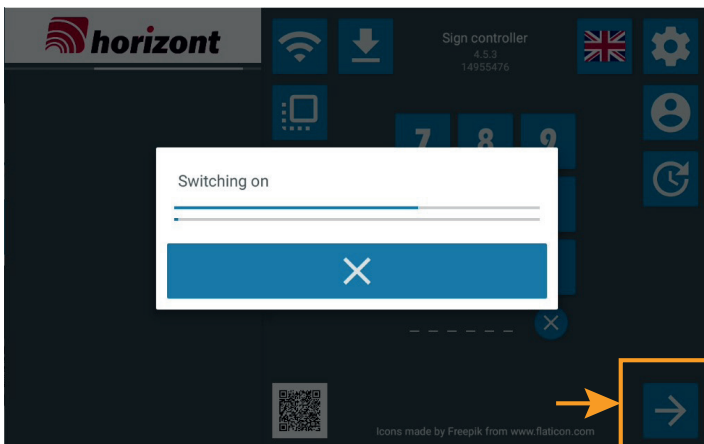 horizont
Sign controller
4.5.3
14955476
7 8 9
Switching on
_ _ _ _ _ _
Icons made by Freepik from www.flaticon.com